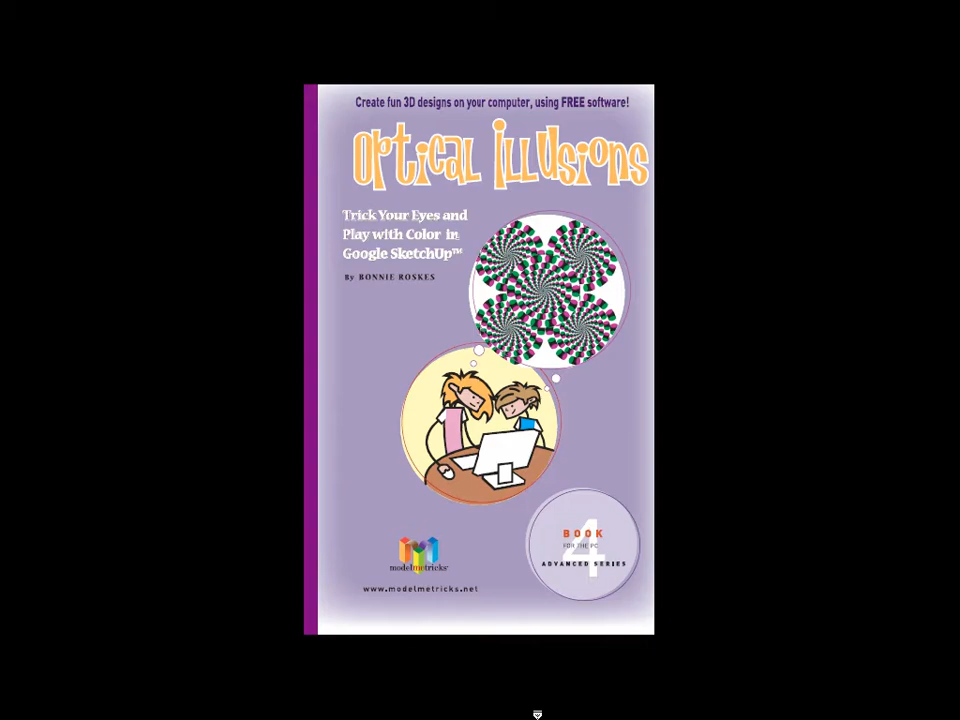 Create fun 3D designs on your computer, using FREE software!
Optical Illusions
Trick Your Eyes and
Play with Color in
Google SketchUp™
By BONNIE ROSKES
BOOK
4
FOR THE PC
ADVANCED SERIES
modelmetricks
www.modelmetricks.net